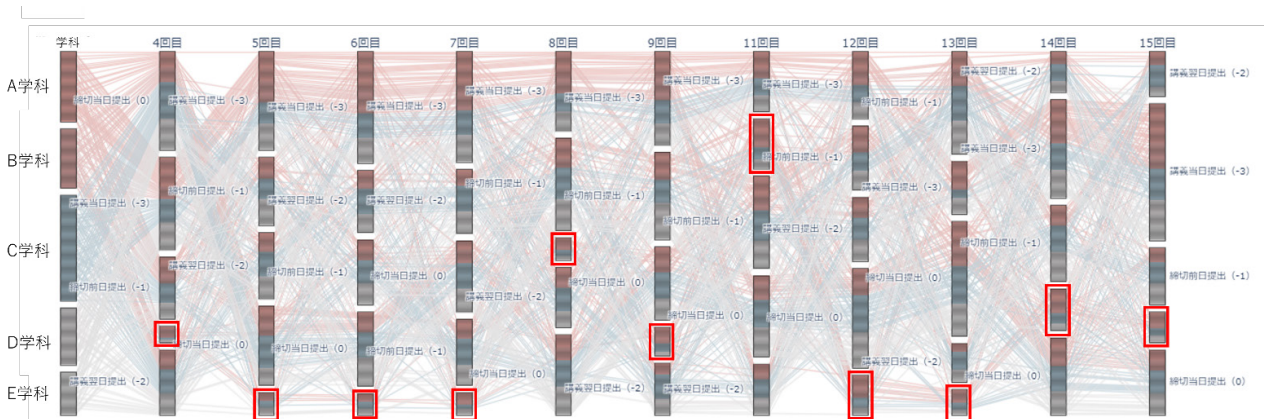 学科
4回目
5回目
6回目
7回目
8回目
9回目
11回目
12回目
13回目
14回目
15回目
A学科
B学科
C学科
D学科
E学科
締切当日提出（0）
講義当日提出（-3）
締切前日提出（-1）
講義翌日提出（-2）
講義当日提出（-3）
締切前日提出（-1）
講義翌日提出（-2）
締切当日提出（0）
講義当日提出（-3）
講義翌日提出（-2）
締切前日提出（-1）
締切当日提出（0）
講義当日提出（-3）
講義翌日提出（-2）
締切当日提出（0）
締切前日提出（-1）
講義当日提出（-3）
締切前日提出（-1）
講義翌日提出（-2）
締切当日提出（0）
講義当日提出（-3）
締切前日提出（-1）
締切当日提出（0）
講義翌日提出（-2）
講義当日提出（-3）
締切前日提出（-1）
締切当日提出（0）
講義翌日提出（-2）
締切前日提出（-1）
講義翌日提出（-2）
締切当日提出（0）
締切前日提出（-1）
講義当日提出（-3）
締切当日提出（0）
講義翌日提出（-2）
講義翌日提出（-2）
講義当日提出（-3）
締切前日提出（-1）
締切当日提出（0）
講義翌日提出（-2）
講義当日提出（-3）
締切前日提出（-1）
締切当日提出（0）